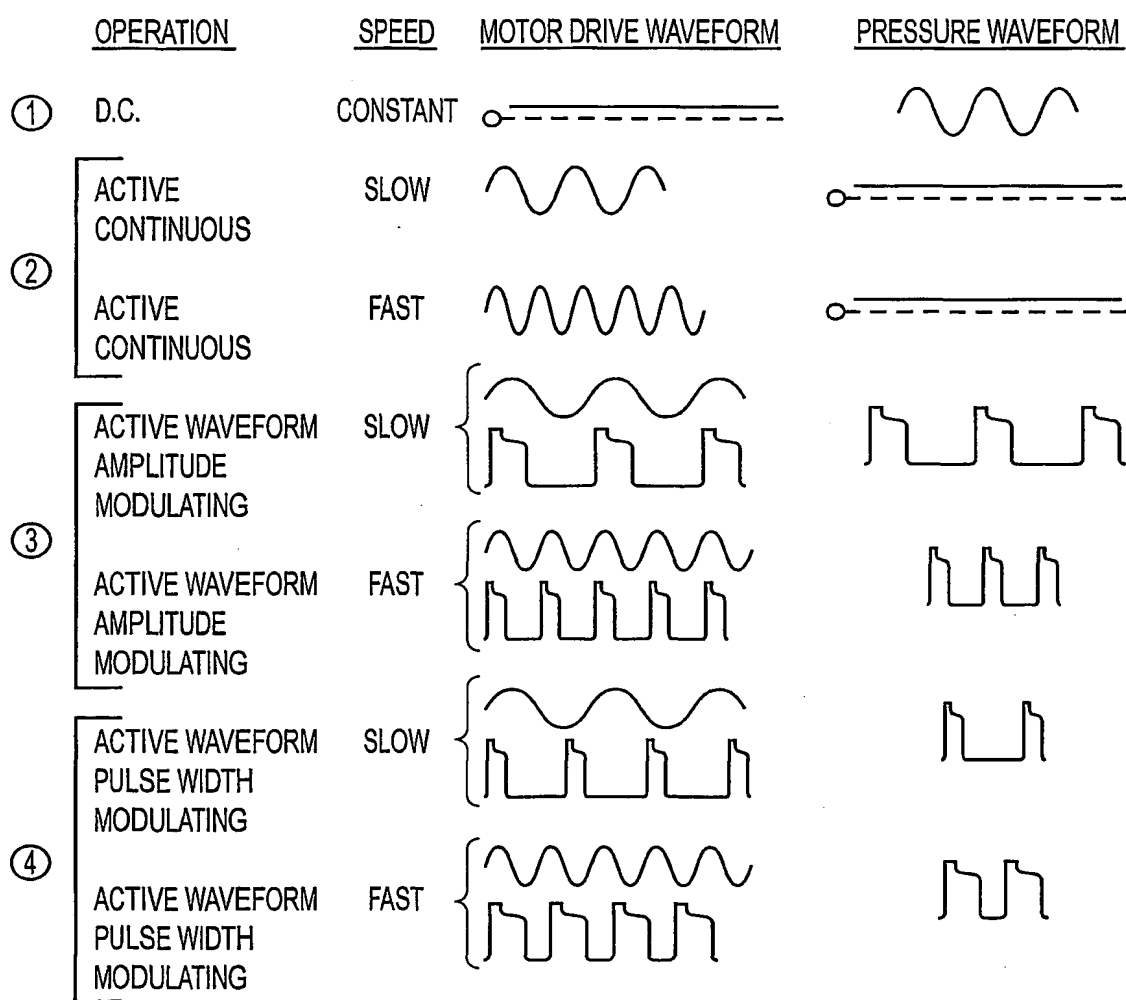 OPERATION SPEED MOTOR DRIVE WAVEFORM PRESSURE WAVEFORM
① D.C. CONSTANT
ACTIVE SLOW
CONTINUOUS
②
ACTIVE FAST
CONTINUOUS
ACTIVE WAVEFORM SLOW
AMPLITUDE
MODULATING
③
ACTIVE WAVEFORM FAST
AMPLITUDE
MODULATING
ACTIVE WAVEFORM SLOW
PULSE WIDTH
MODULATING
④
ACTIVE WAVEFORM FAST
PULSE WIDTH
MODULATING